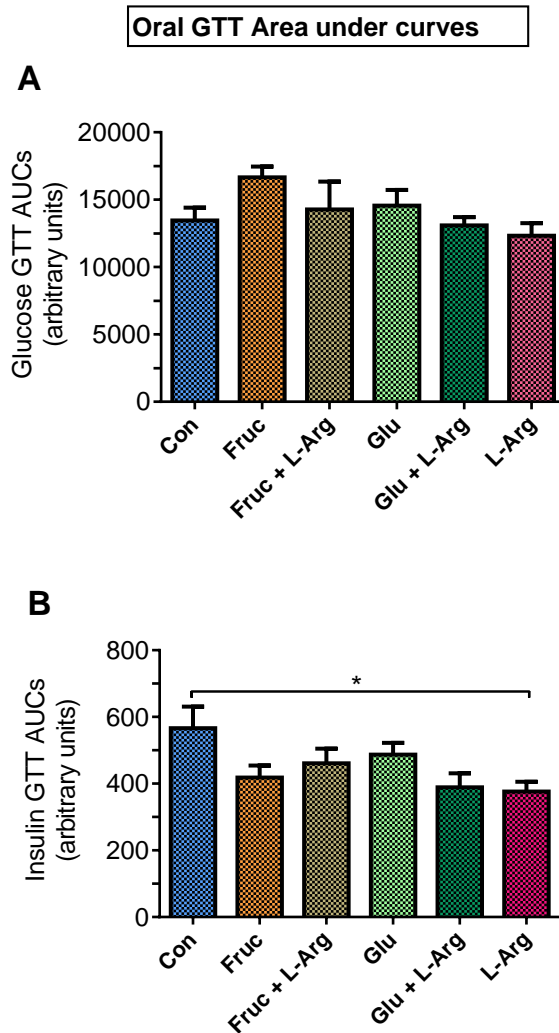 Oral GTT Area under curves
A
Glucose GTT AUCs
(arbitrary units)
20000
15000
10000
5000
0
Con
Fruc
Fruc + L-Arg
Glu
Glu + L-Arg
L-Arg
B
Insulin GTT AUCs
(arbitrary units)
800
600
400
200
0
*
Con
Fruc
Fruc + L-Arg
Glu
Glu + L-Arg
L-Arg